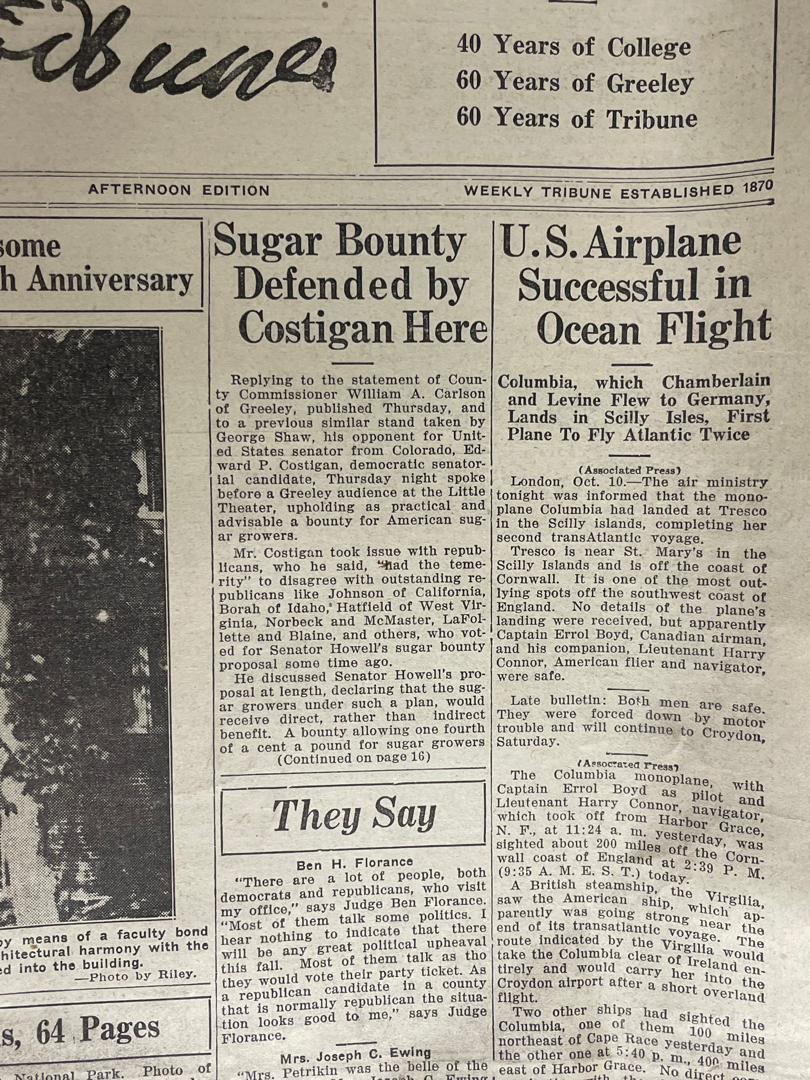 Tribune
40 Years of College
60 Years of Greeley
60 Years of Tribune
AFTERNOON EDITION
WEEKLY TRIBUNE ESTABLISHED 1870
some
h Anniversary
by means of a faculty bond
hitectural harmony with the
ed into the building.
—Photo by Riley.
s, 64 Pages
National Park. Photo of
Sugar Bounty
Defended by
Costigan Here
Replying to the statement of Coun-
ty Commissioner William A. Carlson
of Greeley, published Thursday, and
to a previous similar stand taken by
George Shaw, his opponent for Unit-
ed States senator from Colorado, Ed-
ward P. Costigan, democratic senator-
ial candidate, Thursday night spoke
before a Greeley audience at the Little
Theater, upholding as practical and
advisable a bounty for American sug-
ar growers.
Mr. Costigan took issue with repub-
licans, who he said, "had the teme-
rity" to disagree with outstanding re-
publicans like Johnson of California,
Borah of Idaho, Hatfield of West Vir-
ginia, Norbeck and McMaster, LaFol-
lette and Blaine, and others, who vot-
ed for Senator Howell's sugar bounty
proposal some time ago.
He discussed Senator Howell's pro-
posal at length, declaring that the sug-
ar growers under such a plan, would
receive direct, rather than indirect
benefit. A bounty allowing one fourth
of a cent a pound for sugar growers
(Continued on page 16)
They Say
Ben H. Florance
"There are a lot of people, both
democrats and republicans, who visit
my office," says Judge Ben Florance.
"Most of them talk some politics. I
hear nothing to indicate that there
will be any great political upheaval
this fall. Most of them talk as tho
they would vote their party ticket. As
a republican candidate in a county
that is normally republican the situa-
tion looks good to me," says Judge
Florance.
Mrs. Joseph C. Ewing
"Mrs. Petrikin was the belle of the
U.S. Airplane
Successful in
Ocean Flight
Columbia, which Chamberlain
and Levine Flew to Germany,
Lands in Scilly Isles, First
Plane To Fly Atlantic Twice
(Associated Press)
London, Oct. 10.—The air ministry
tonight was informed that the mono-
plane Columbia had landed at Tresco
in the Scilly islands, completing her
second transAtlantic voyage.
Tresco is near St. Mary's in the
Scilly Islands and is off the coast of
Cornwall. It is one of the most out-
lying spots off the southwest coast of
England. No details of the plane's
landing were received, but apparently
Captain Errol Boyd, Canadian airman,
and his companion, Lieutenant Harry
Connor, American flier and navigator,
were safe.
Late bulletin: Both men are safe.
They were forced down by motor
trouble and will continue to Croydon,
Saturday.
(Associated Press)
The Columbia monoplane, with
Captain Errol Boyd as pilot and
Lieutenant Harry Connor, navigator,
which took off from Harbor Grace,
N. F., at 11:24 a. m. yesterday, was
sighted about 200 miles off the Corn-
wall coast of England at 2:39 P. M.
(9:35 A. M. E. S. T.) today.
A British steamship, the Virgilia,
saw the American ship, which ap-
parently was going strong near the
end of its transatlantic voyage. The
route indicated by the Virgilia would
take the Columbia clear of Ireland en-
tirely and would carry her into the
Croydon airport after a short overland
flight.
Two other ships had sighted the
Columbia, one of them 100 miles
northeast of Cape Race yesterday and
the other one at 5:40 p. m., 400 miles
east of Harbor Grace. No direct